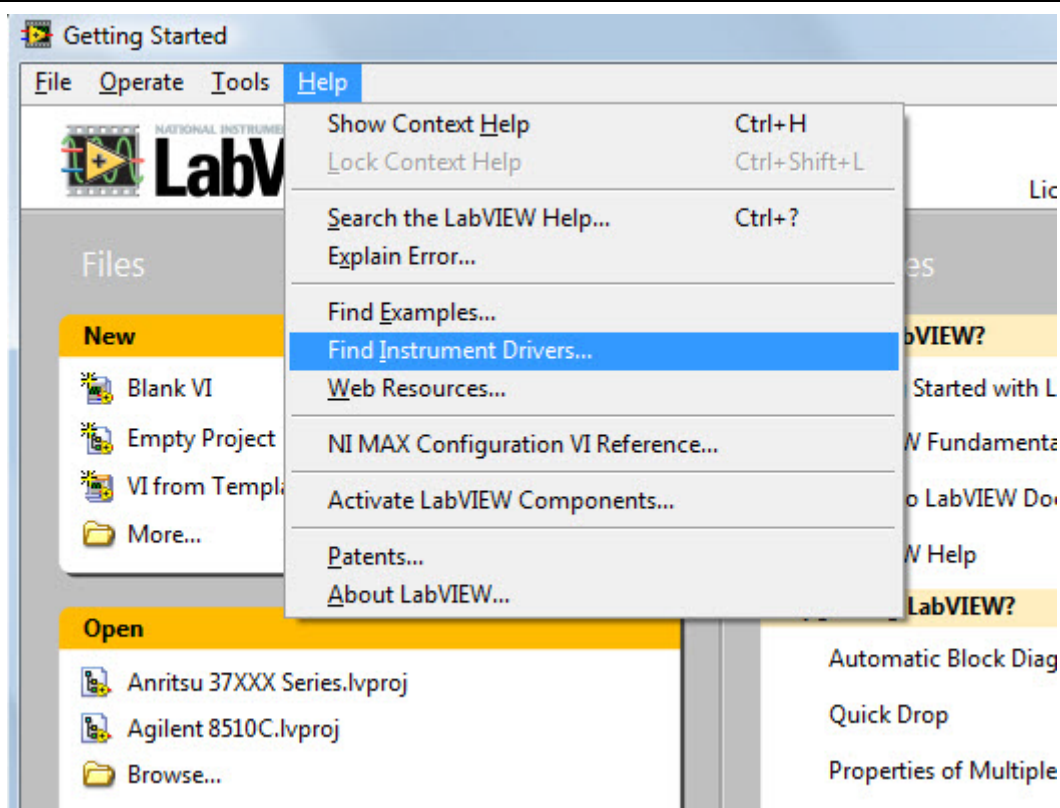 Getting Started
File Operate Tools Help
NATIONAL
LabV
Show Context Help Ctrl+H
Lock Context Help Ctrl+Shift+L
Search the LabVIEW Help... Ctrl+?
Explain Error...
Find Examples...
Find Instrument Drivers...
Web Resources...
NI MAX Configuration VI Reference...
Activate LabVIEW Components...
Patents...
About LabVIEW...
Lic
Files
New
Blank VI
Empty Project
VI from Templa
More...
Open
Anritsu 37XXX Series.lvproj
Agilent 8510C.lvproj
Browse...
es
bVIEW?
Started with L
W Fundamenta
o LabVIEW Do
W Help
LabVIEW?
Automatic Block Diag
Quick Drop
Properties of Multiple